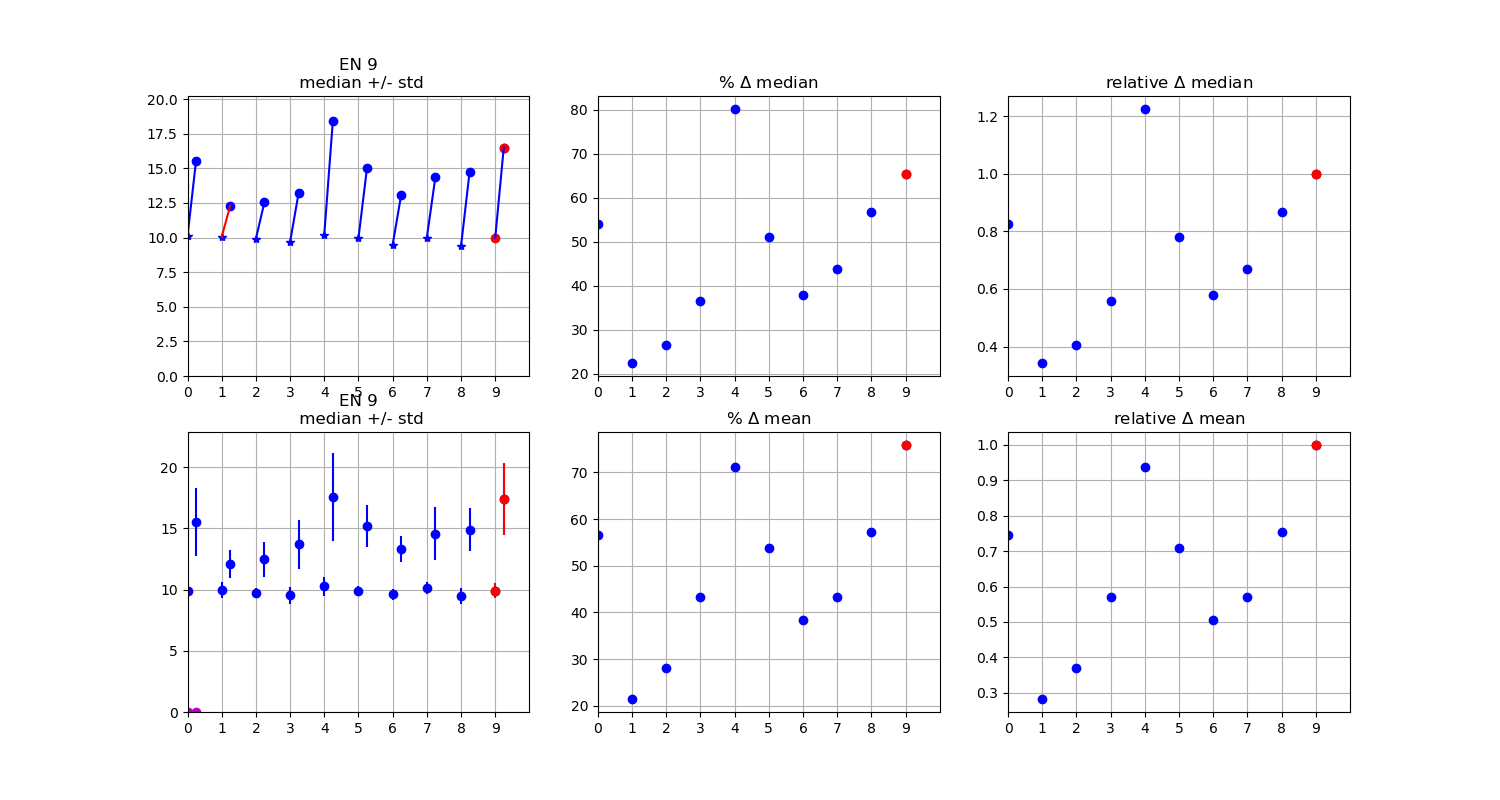 EN 9
median +/- std
20.0
17.5
15.0
12.5
10.0
7.5
5.0
2.5
0.0
0 1 2 3 4 5 6 7 8 9
% Δ median
80
70
60
50
40
30
20
0 1 2 3 4 5 6 7 8 9
relative Δ median
1.2
1.0
0.8
0.6
0.4
0 1 2 3 4 5 6 7 8 9
EN 9
median +/- std
20
15
10
5
0
0 1 2 3 4 5 6 7 8 9
% Δ mean
70
60
50
40
30
20
0 1 2 3 4 5 6 7 8 9
relative Δ mean
1.0
0.9
0.8
0.7
0.6
0.5
0.4
0.3
0 1 2 3 4 5 6 7 8 9